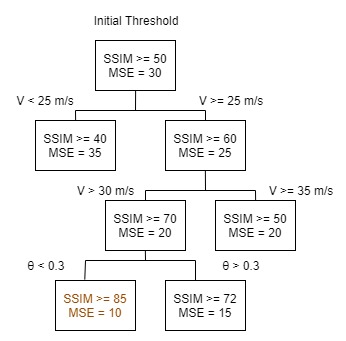 Initial Threshold
SSIM >= 50
MSE = 30
V < 25 m/s
V >= 25 m/s
SSIM >= 40
MSE = 35
SSIM >= 60
MSE = 25
V > 30 m/s
V >= 35 m/s
SSIM >= 70
MSE = 20
SSIM >= 50
MSE = 20
θ < 0.3
θ > 0.3
SSIM >= 85
MSE = 10
SSIM >= 72
MSE = 15